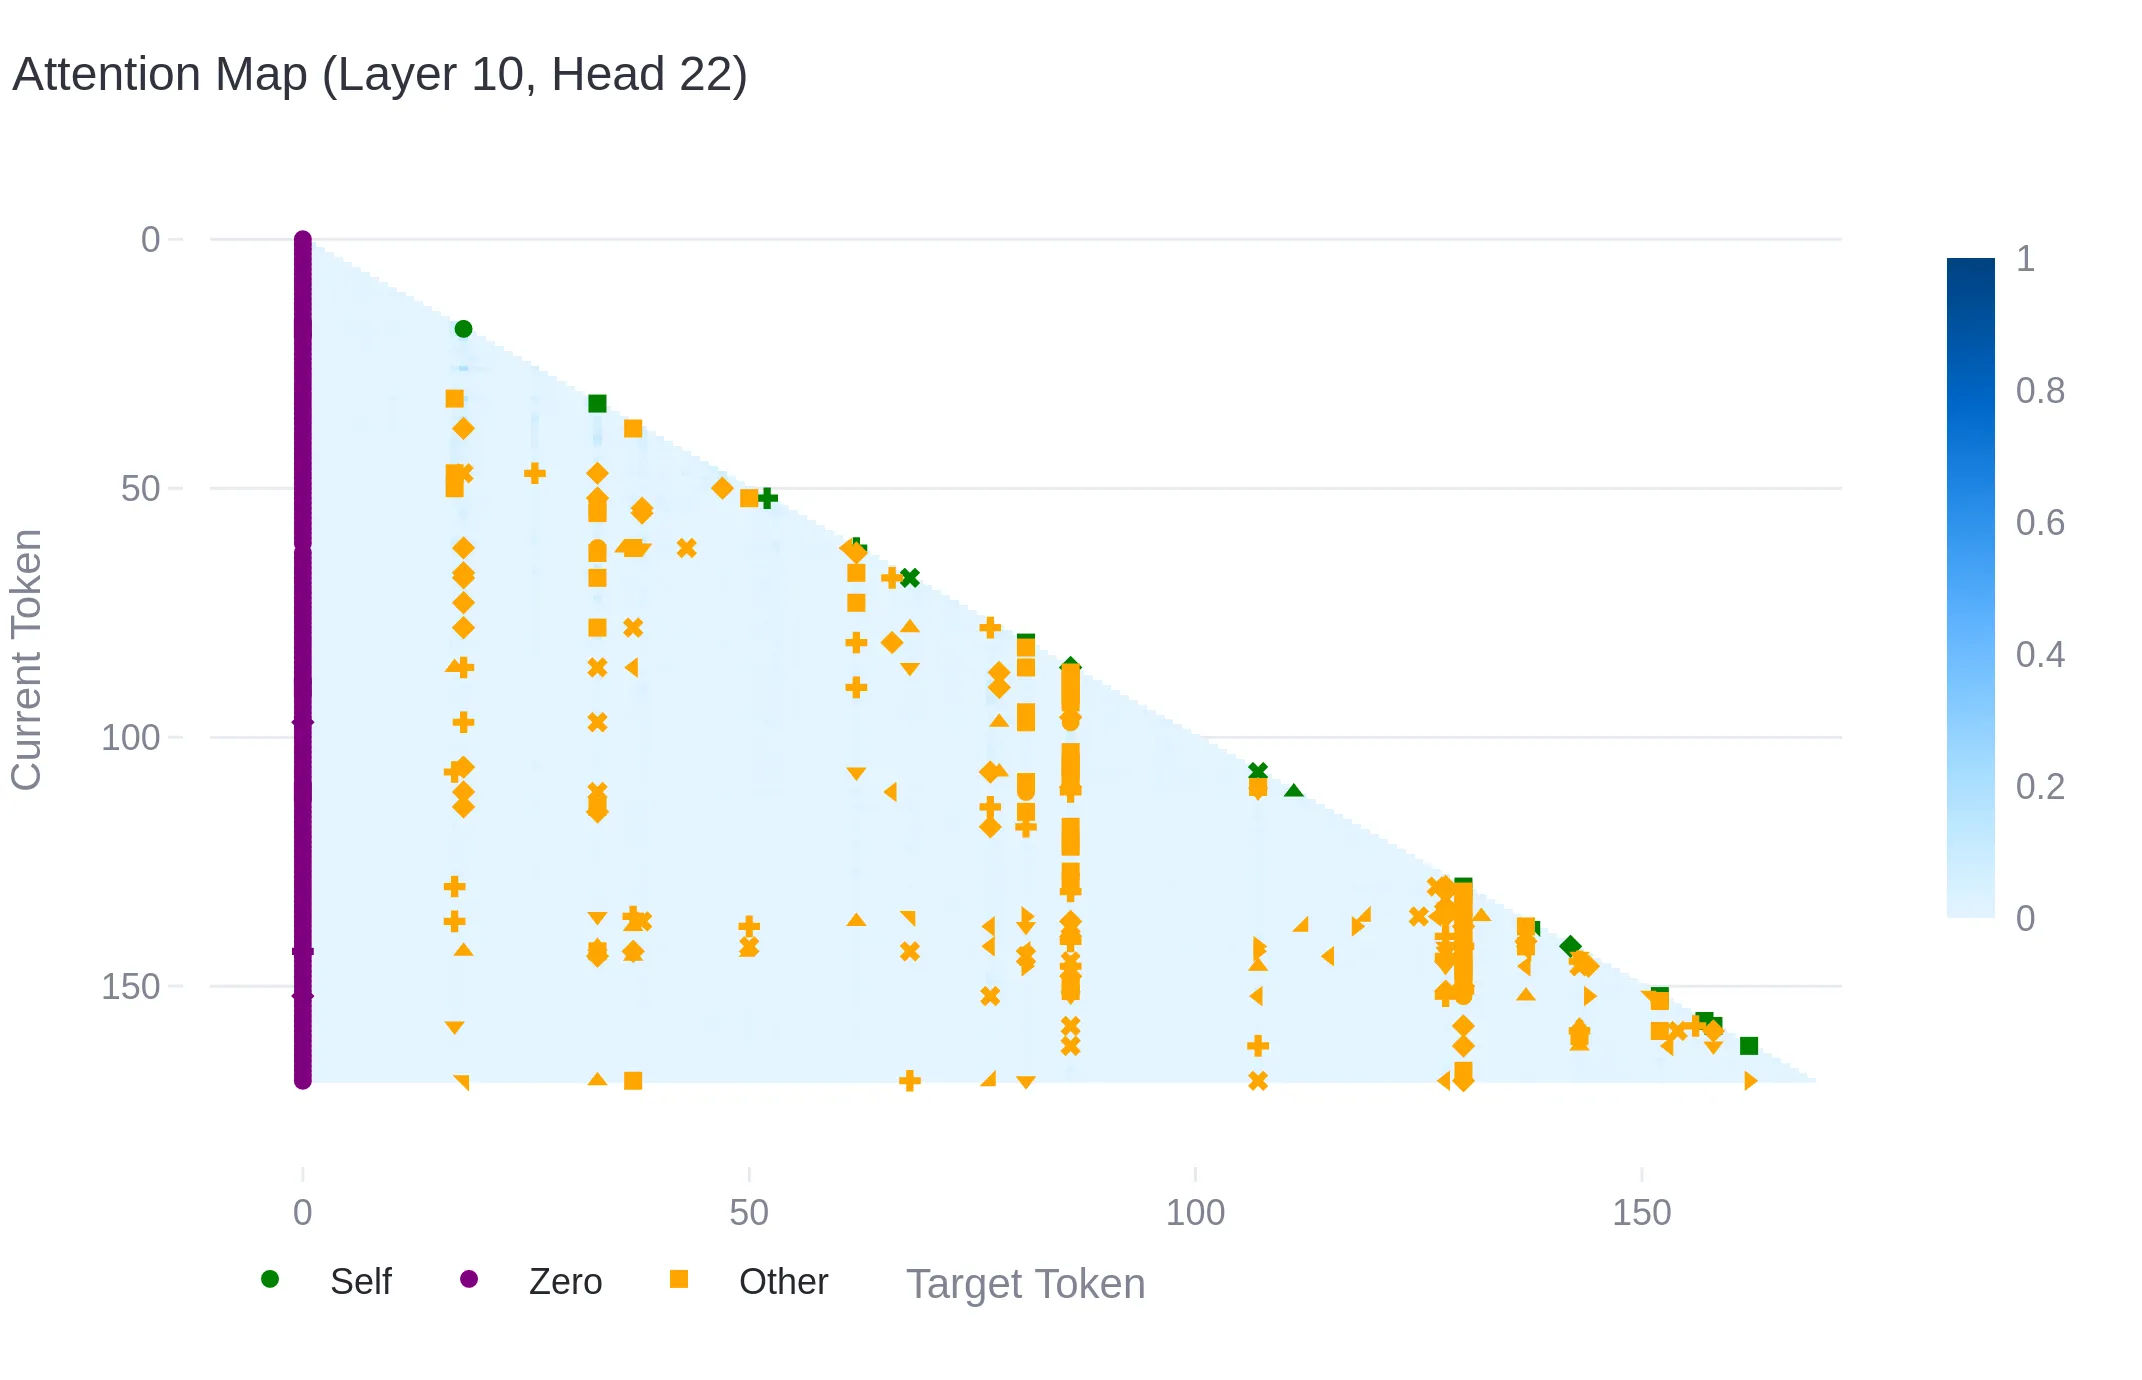 Attention Map (Layer 10, Head 22)
Current Token
0
50
100
150
0
50
100
150
Target Token
Self
Zero
Other
1
0.8
0.6
0.4
0.2
0